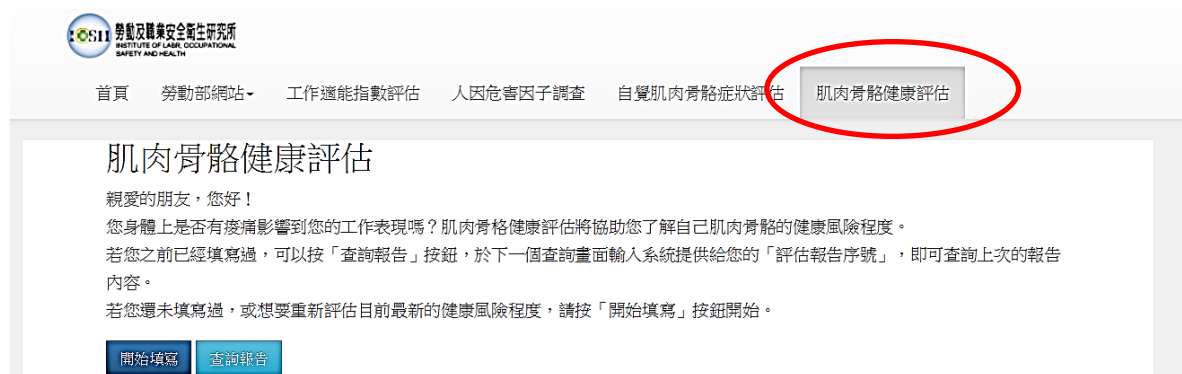 IOSH 勞動及職業安全衛生研究所
INSTITUTE OF LABR, OCCUPATIONAL
SAFETY AND HEALTH
首頁 勞動部網站 工作適能指數評估 人因危害因子調查 自覺肌肉骨骼症狀評估 肌肉骨骼健康評估
肌肉骨骼健康評估
親愛的朋友，您好！
您身體上是否有痠痛影響到您的工作表現嗎？肌肉骨格健康評估將協助您了解自己肌肉骨骼的健康風險程度。
若您之前已經填寫過，可以按「查詢報告」按鈕，於下一個查詢畫面輸入系統提供給您的「評估報告序號」，即可查詢上次的報告
內容。
若您還未填寫過，或想要重新評估目前最新的健康風險程度，請按「開始填寫」按鈕開始。
開始填寫 查詢報告